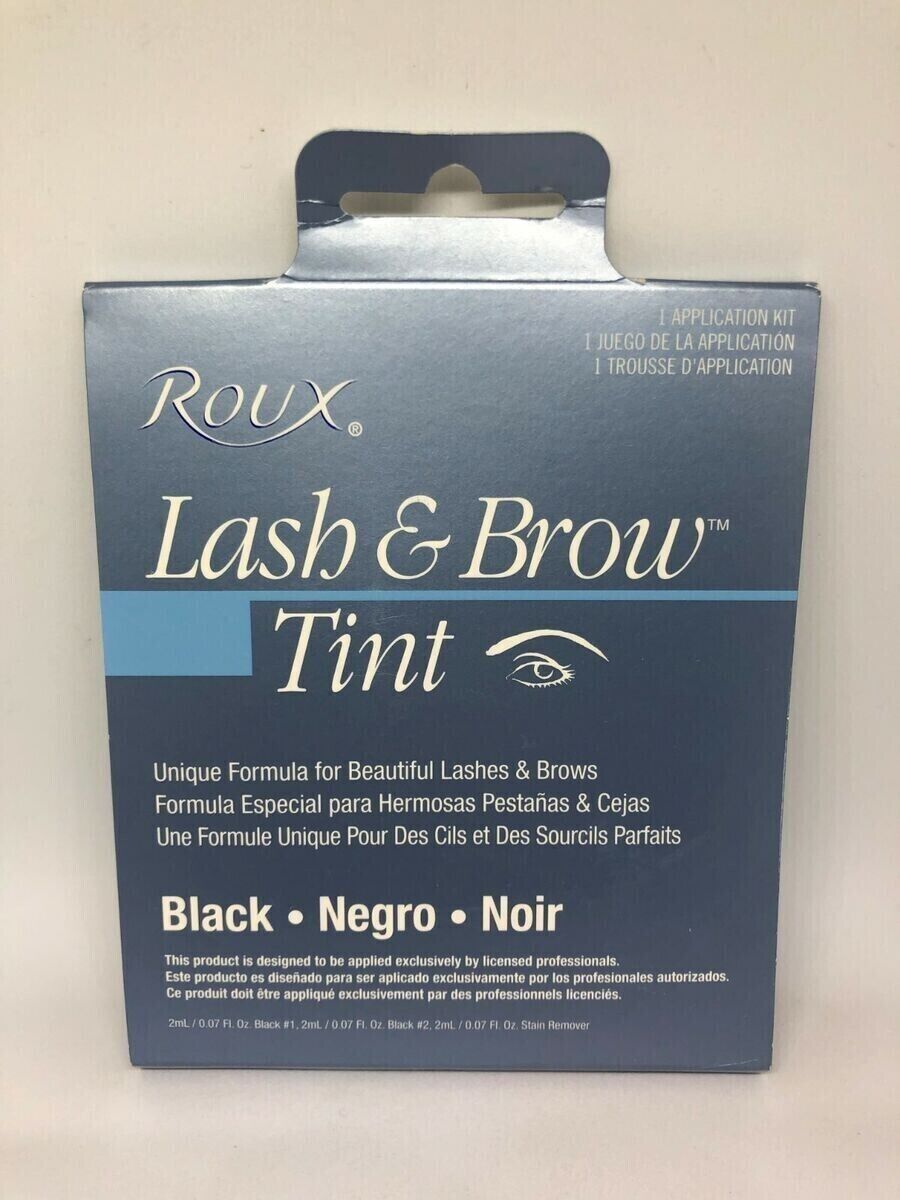 1 APPLICATION KIT
1 JUEGO DE LA APPLICATIÓN
1 TROUSSE D'APPLICATION
ROUX®
Lash & Brow™
Tint
Unique Formula for Beautiful Lashes & Brows
Formula Especial para Hermosas Pestañas & Cejas
Une Formule Unique Pour Des Cils et Des Sourcils Parfaits
Black • Negro • Noir
This product is designed to be applied exclusively by licensed professionals.
Este producto es diseñado para ser aplicado exclusivamente por los profesionales autorizados.
Ce produit doit être appliqué exclusivement par des professionnels licenciés.
2mL / 0.07 Fl. Oz. Black #1, 2mL / 0.07 Fl. Oz. Black #2, 2mL / 0.07 Fl. Oz. Stain Remover